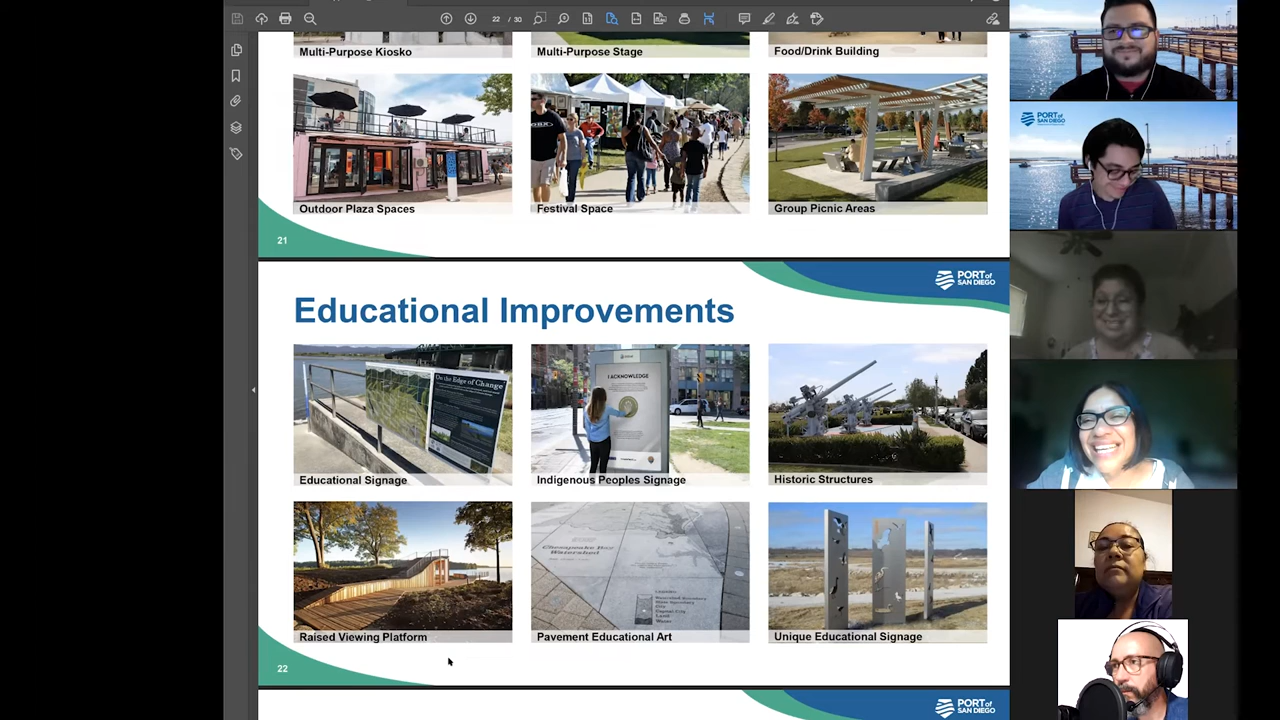 22 / 30
Multi-Purpose Kiosko
Multi-Purpose Stage
Food/Drink Building
Outdoor Plaza Spaces
Festival Space
Group Picnic Areas
21
PORT of
SAN DIEGO
Educational Improvements
On the Edge of Change
I ACKNOWLEDGE
Educational Signage
Indigenous Peoples Signage
Historic Structures
Chesapeake Bay
Watershed
Raised Viewing Platform
Pavement Educational Art
Unique Educational Signage
22
PORT of
SAN DIEGO
PORT of
SAN DIEGO